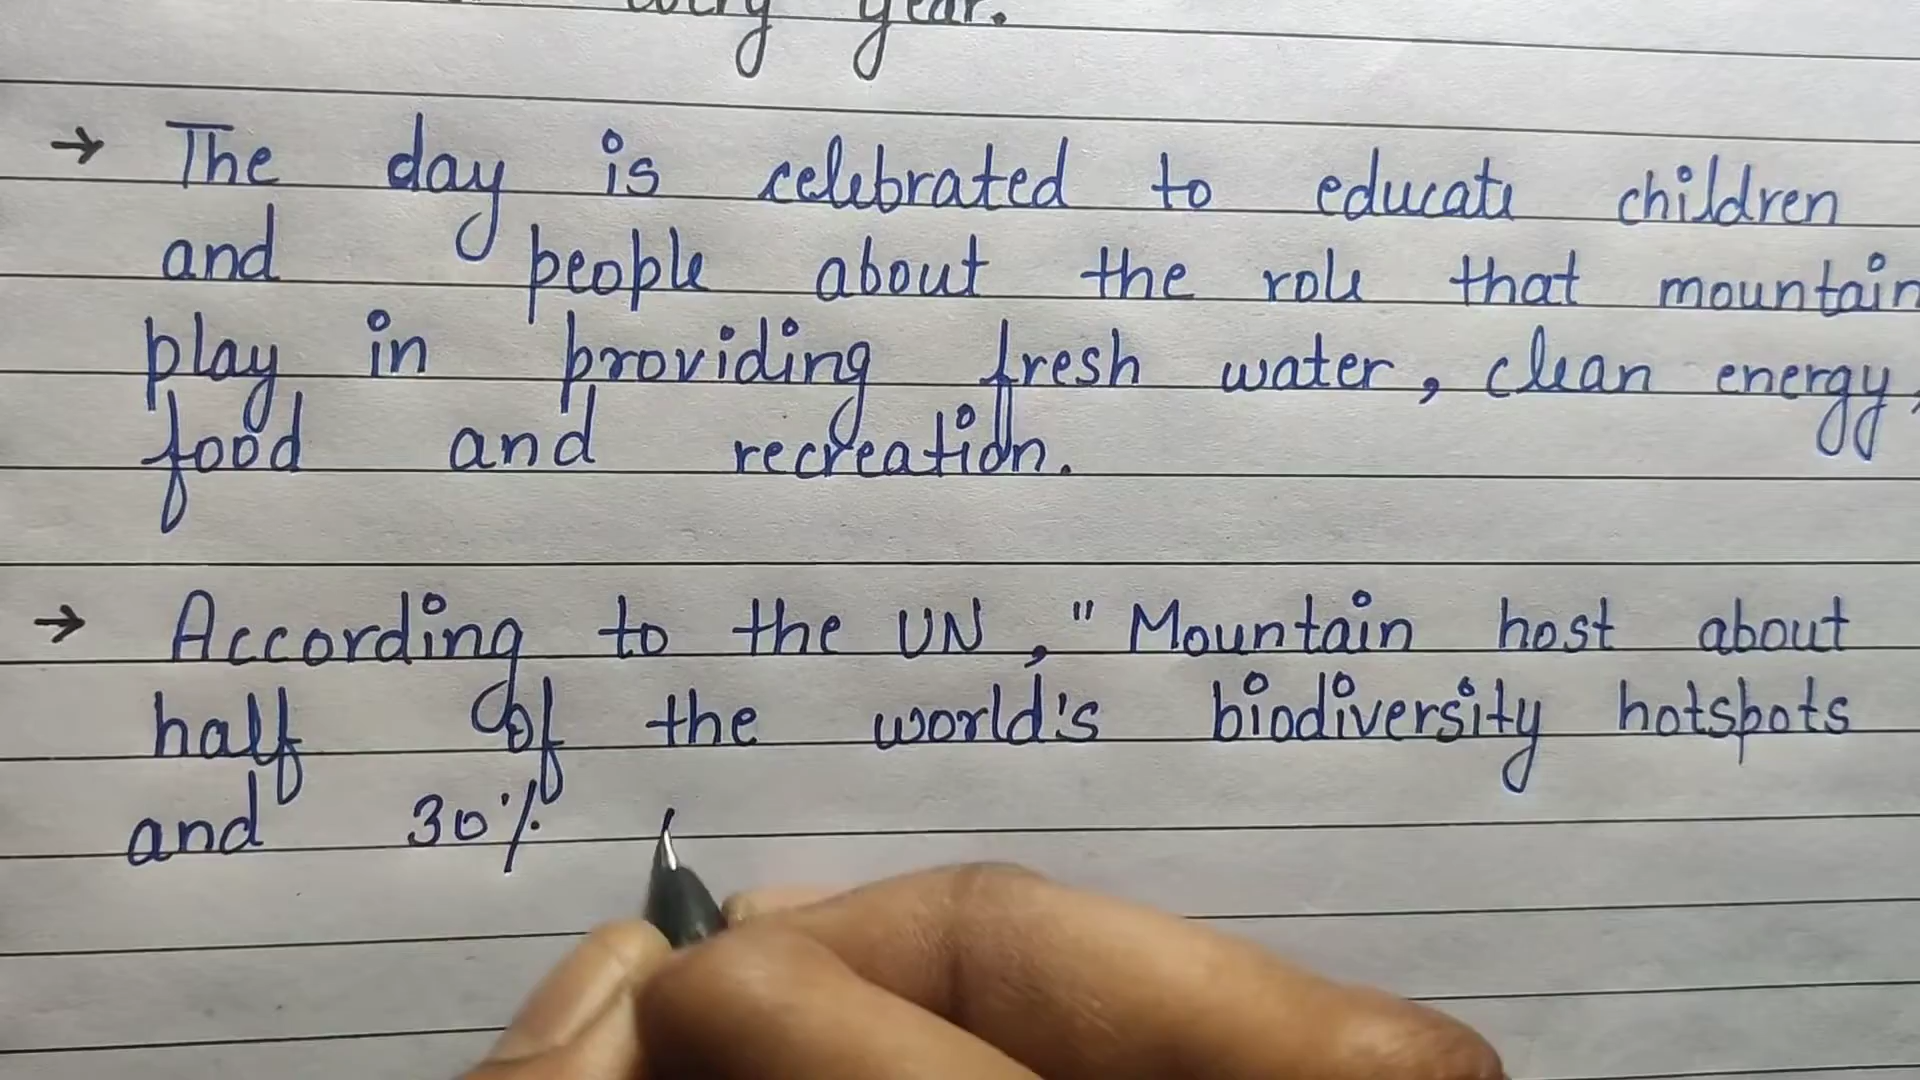 every year.
→ The day is celebrated to educate children
and people about the role that mountain
play in providing fresh water, clean energy,
food and recreation.
→ According to the UN, "Mountain host about
half of the world's biodiversity hotspots
and 30%